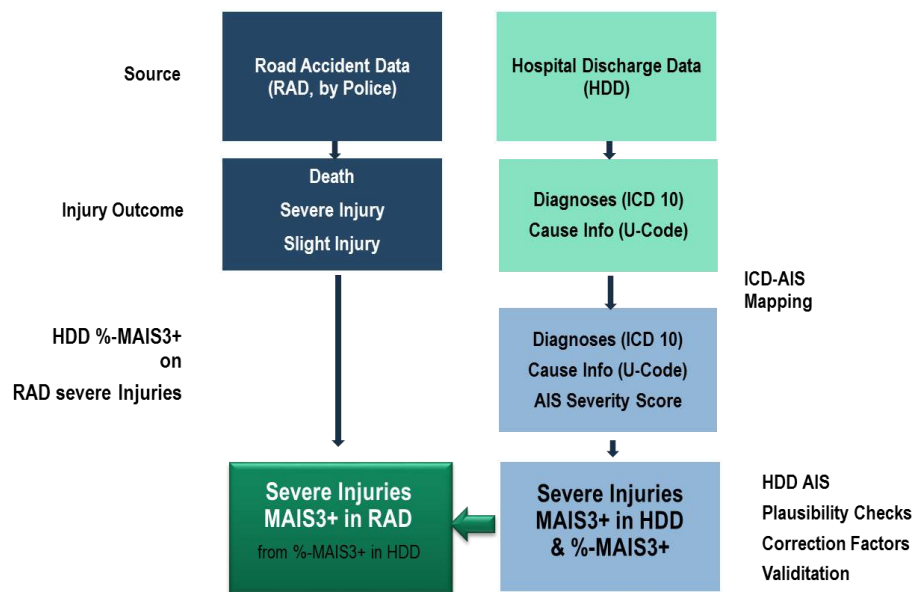 Source
Road Accident Data
(RAD, by Police)
Hospital Discharge Data
(HDD)
Injury Outcome
Death
Severe Injury
Slight Injury
Diagnoses (ICD 10)
Cause Info (U-Code)
ICD-AIS
Mapping
HDD %-MAIS3+
on
RAD severe Injuries
Diagnoses (ICD 10)
Cause Info (U-Code)
AIS Severity Score
Severe Injuries
MAIS3+ in RAD
from %-MAIS3+ in HDD
Severe Injuries
MAIS3+ in HDD
& %-MAIS3+
HDD AIS
Plausibility Checks
Correction Factors
Validitation